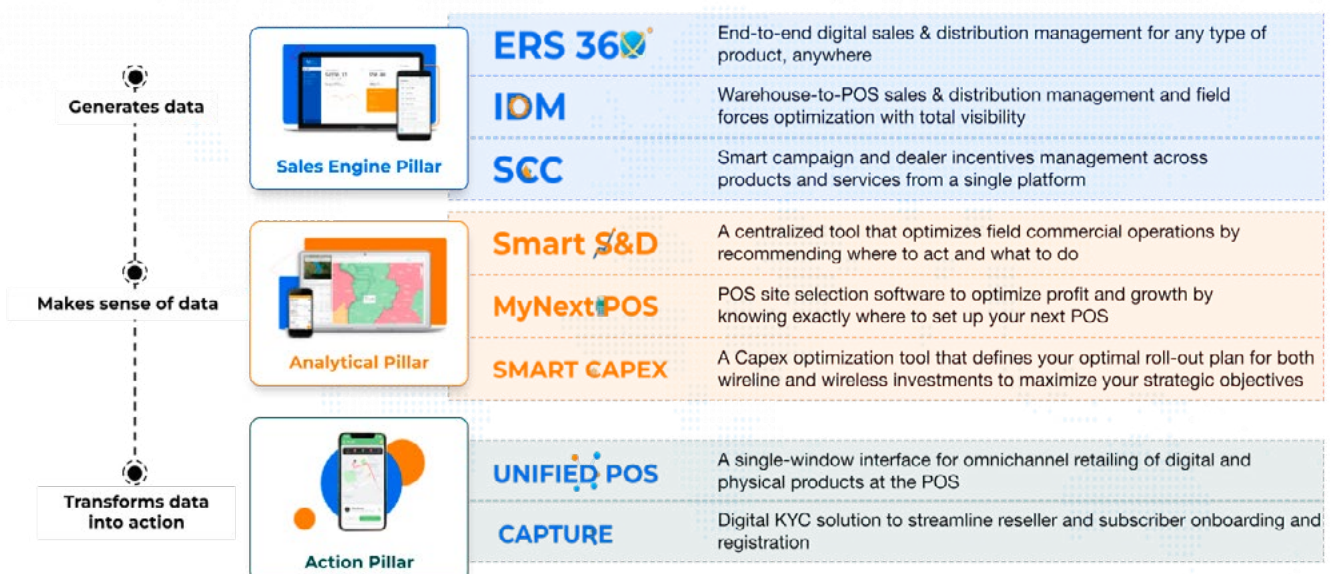 Generates data
Sales Engine Pillar
ERS 360
End-to-end digital sales & distribution management for any type of
product, anywhere
IDM
Warehouse-to-POS sales & distribution management and field
forces optimization with total visibility
SCC
Smart campaign and dealer incentives management across
products and services from a single platform
Makes sense of data
Analytical Pillar
Smart S&D
A centralized tool that optimizes field commercial operations by
recommending where to act and what to do
MyNext POS
POS site selection software to optimize profit and growth by
knowing exactly where to set up your next POS
SMART CAPEX
A Capex optimization tool that defines your optimal roll-out plan for both
wireline and wireless investments to maximize your strategic objectives
Transforms data
into action
Action Pillar
UNIFIED POS
A single-window interface for omnichannel retailing of digital and
physical products at the POS
CAPTURE
Digital KYC solution to streamline reseller and subscriber onboarding and
registration